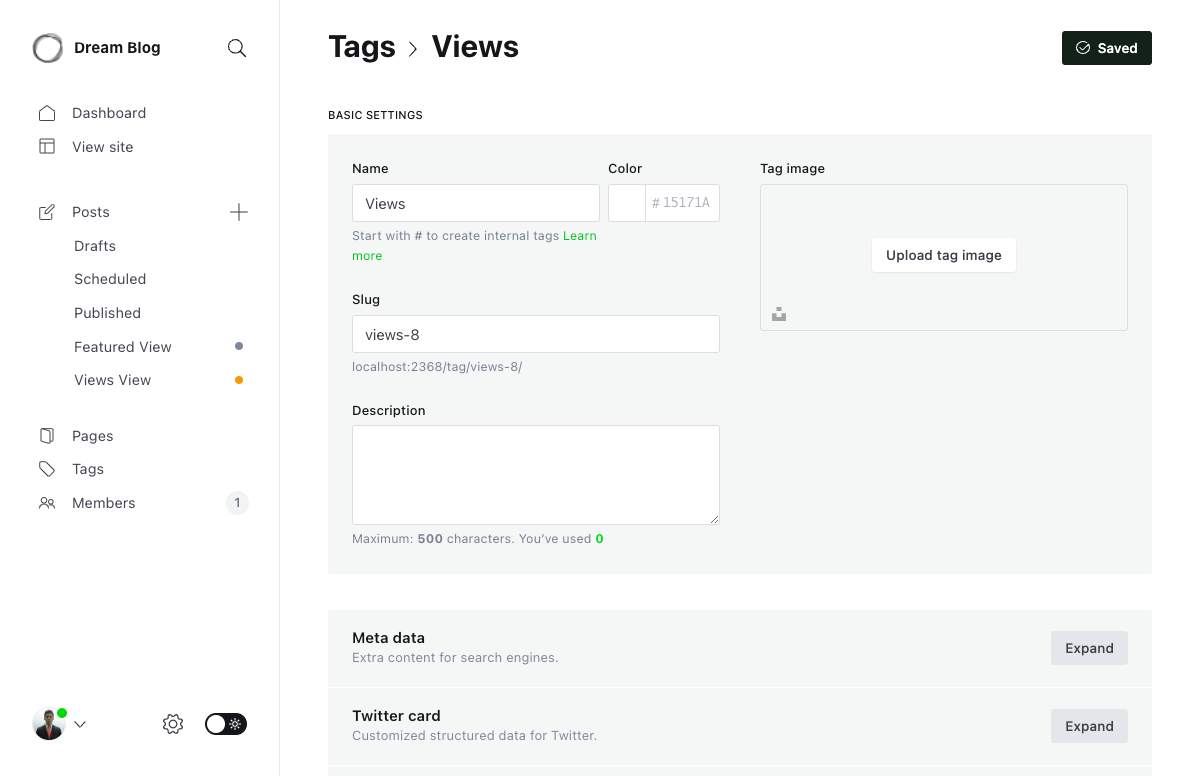 Dream Blog
Dashboard
View site
Posts
Drafts
Scheduled
Published
Featured View
Views View
Pages
Tags
Members
1
Tags > Views
Saved
BASIC SETTINGS
Name
Views
Start with # to create internal tags Learn
more
Color
# 15171A
Slug
views-8
localhost:2368/tag/views-8/
Description
Maximum: 500 characters. You’ve used 0
Tag image
Upload tag image
Meta data
Extra content for search engines.
Expand
Twitter card
Customized structured data for Twitter.
Expand